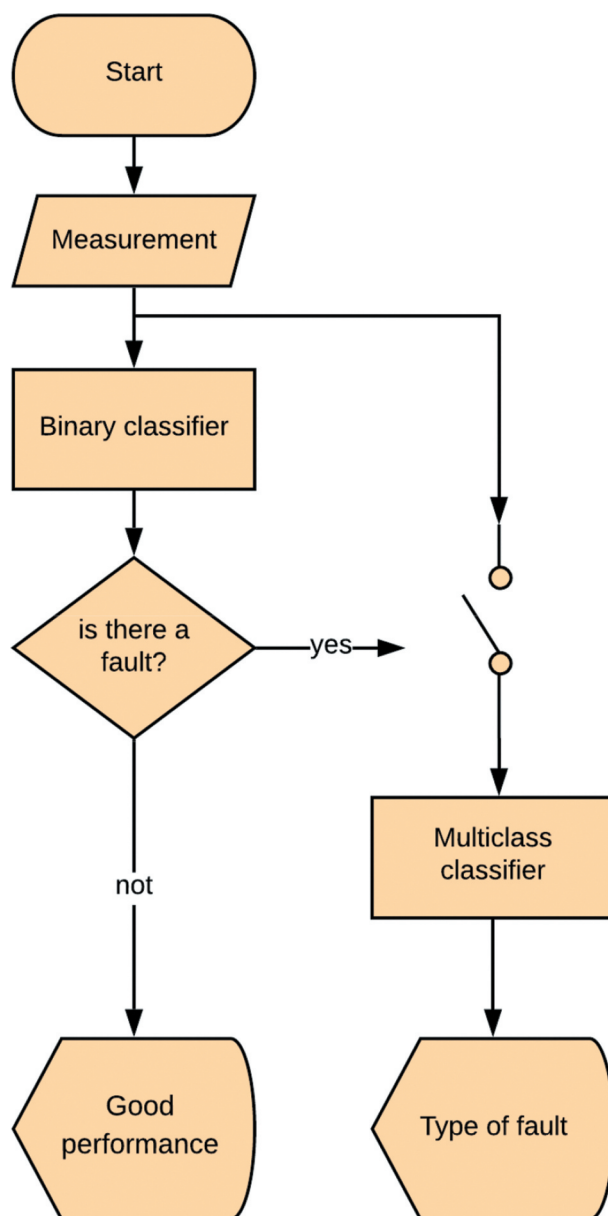 Start
Measurement
Binary classifier
is there a
fault?
yes
not
Multiclass
classifier
Good
performance
Type of fault